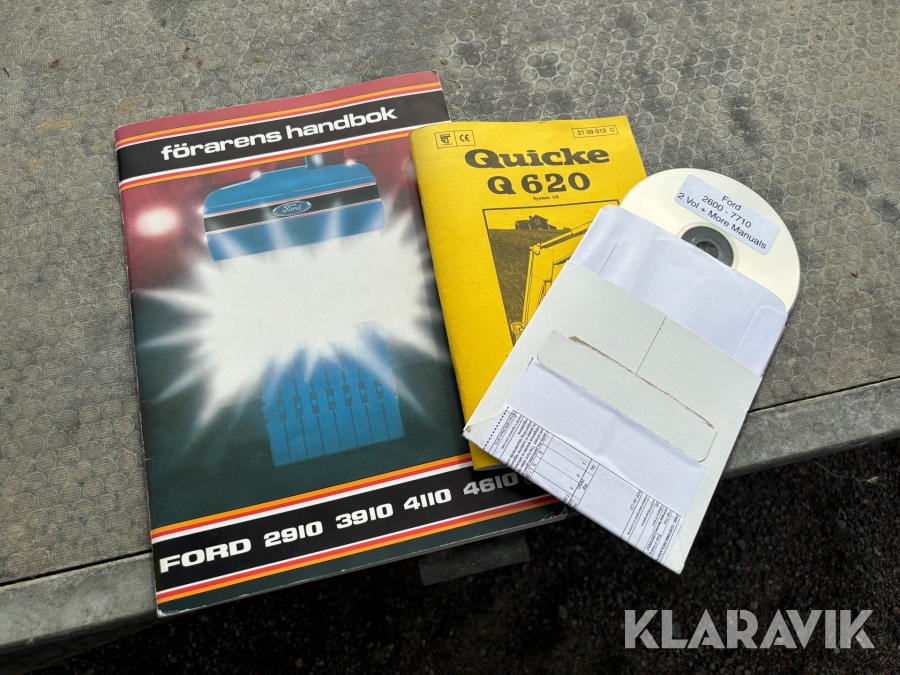 förarens handbok
Ford
FORD 2910 3910 4110 4610
CE
21 09 012 C
Quicke
Q 620
System US
Ford
2600 - 7710
2 Vol + More Manuals
KLARAVIK